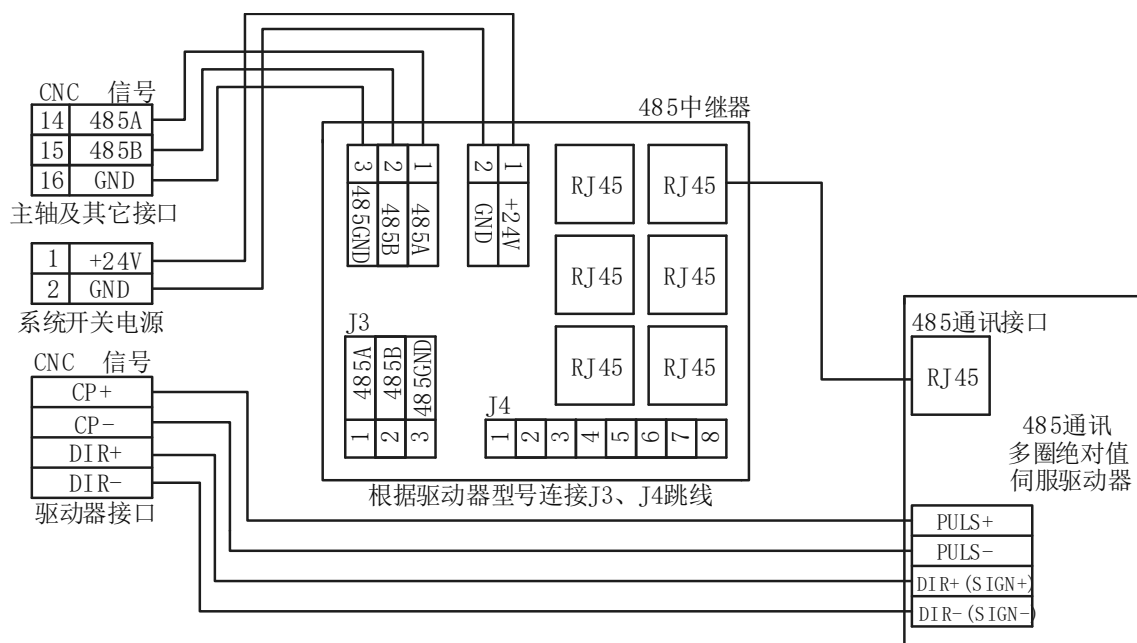 CNC 信号
14 485A
15 485B
16 GND
主轴及其它接口
1 +24V
2 GND
系统开关电源
CNC 信号
CP+
CP-
DIR+
DIR-
驱动器接口
485中继器
3 2 1
485GND 485B 485A
2 1
GND +24V
RJ45 RJ45
RJ45 RJ45
RJ45 RJ45
J3
485A 485B 485GND
1 2 3
J4
1 2 3 4 5 6 7 8
根据驱动器型号连接J3、J4跳线
485通讯接口
RJ45
485通讯
多圈绝对值
伺服驱动器
PULS+
PULS-
DIR+(SIGN+)
DIR-(SIGN-)